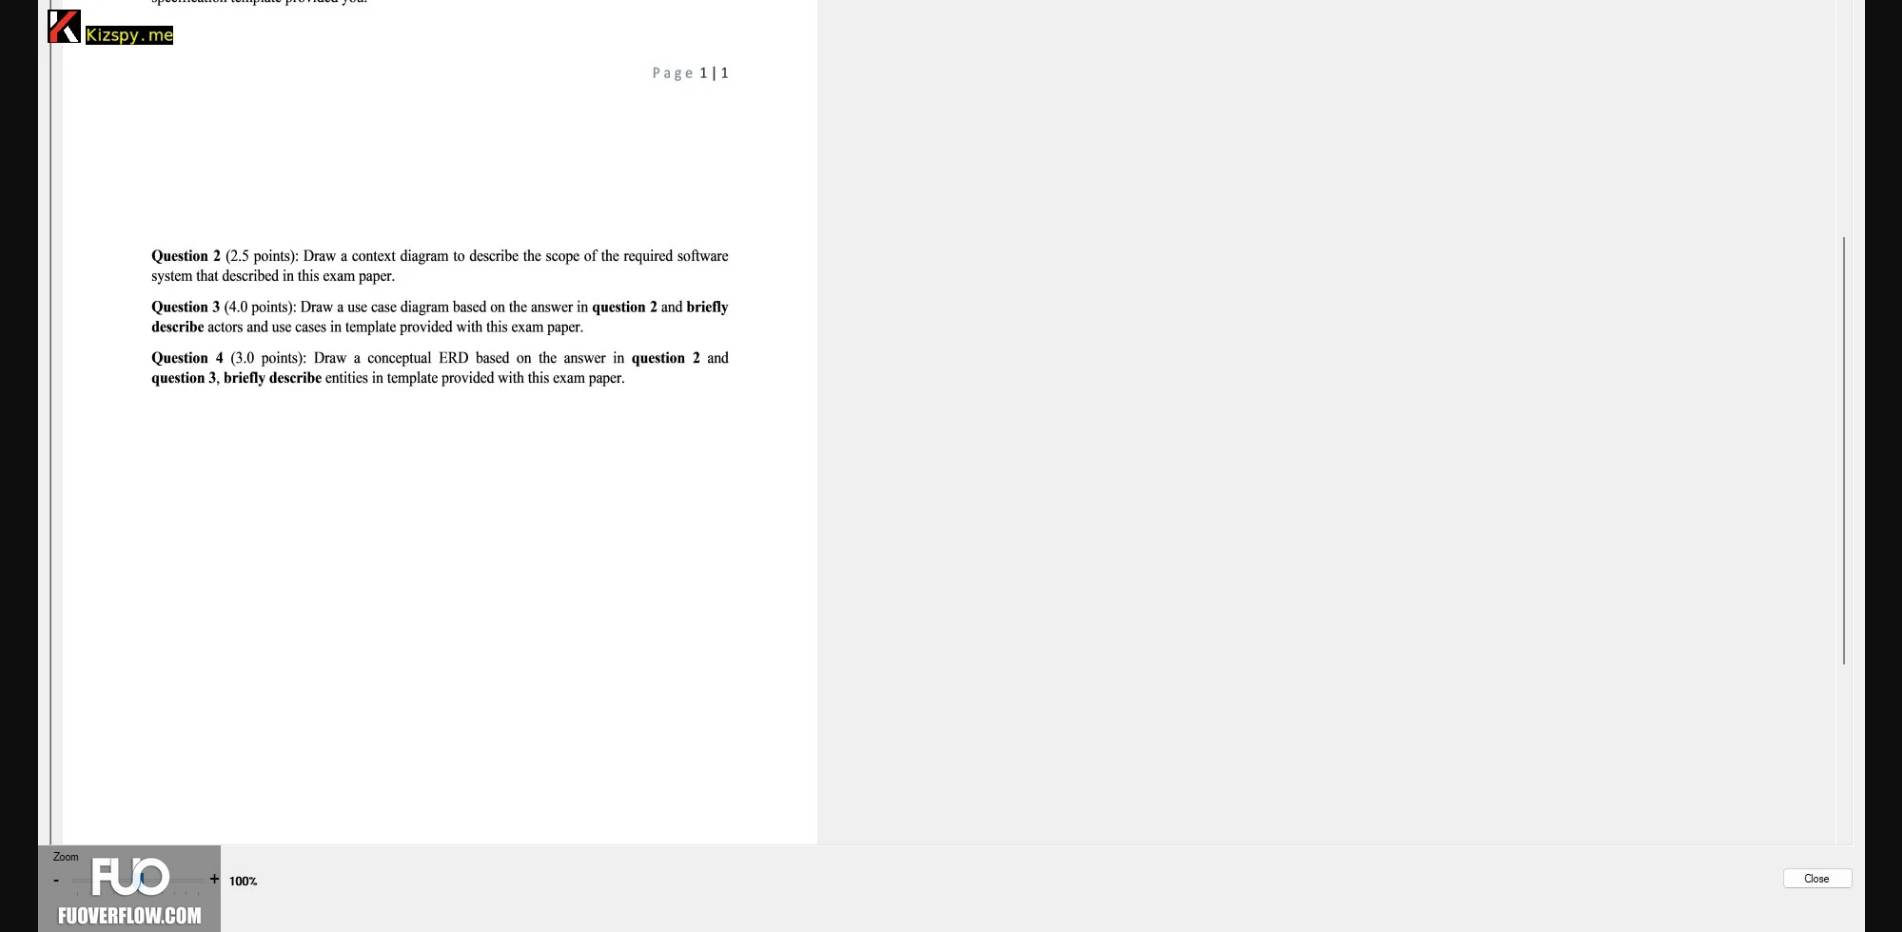 specification template provided you.
Kizspy.me
Page 1|1
Question 2 (2.5 points): Draw a context diagram to describe the scope of the required software
system that described in this exam paper.
Question 3 (4.0 points): Draw a use case diagram based on the answer in question 2 and briefly
describe actors and use cases in template provided with this exam paper.
Question 4 (3.0 points): Draw a conceptual ERD based on the answer in question 2 and
question 3, briefly describe entities in template provided with this exam paper.
Zoom
- + 100%
FUO
FUOVERFLOW.COM
Close